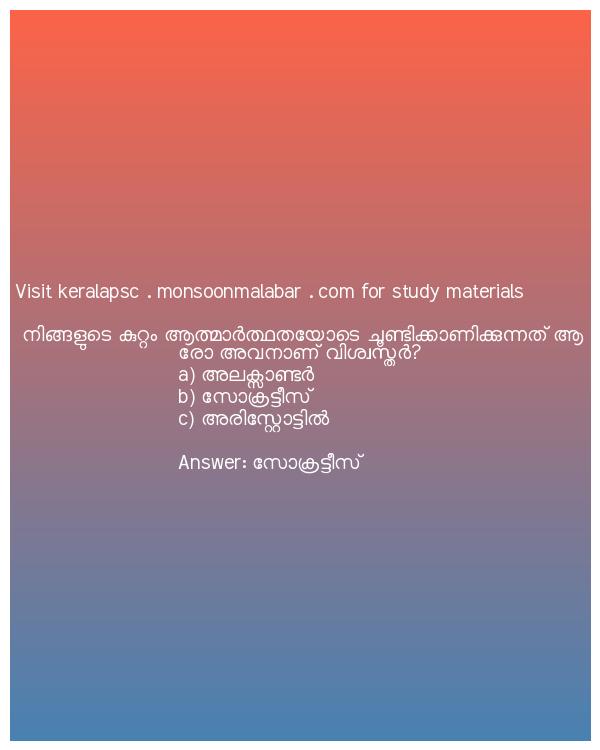 Visit keralapsc . monsoonmalabar . com for study materials
നിങ്ങളുടെ കുറ്റം ആത്മാർത്ഥതയോടെ ചൂണ്ടിക്കാണിക്കുന്നത് ആ
രോ അവനാണ് വിശ്വസ്തർ?
a) അലക്സാണ്ടർ
b) സോക്രട്ടീസ്
c) അരിസ്റ്റോട്ടിൽ
Answer: സോക്രട്ടീസ്